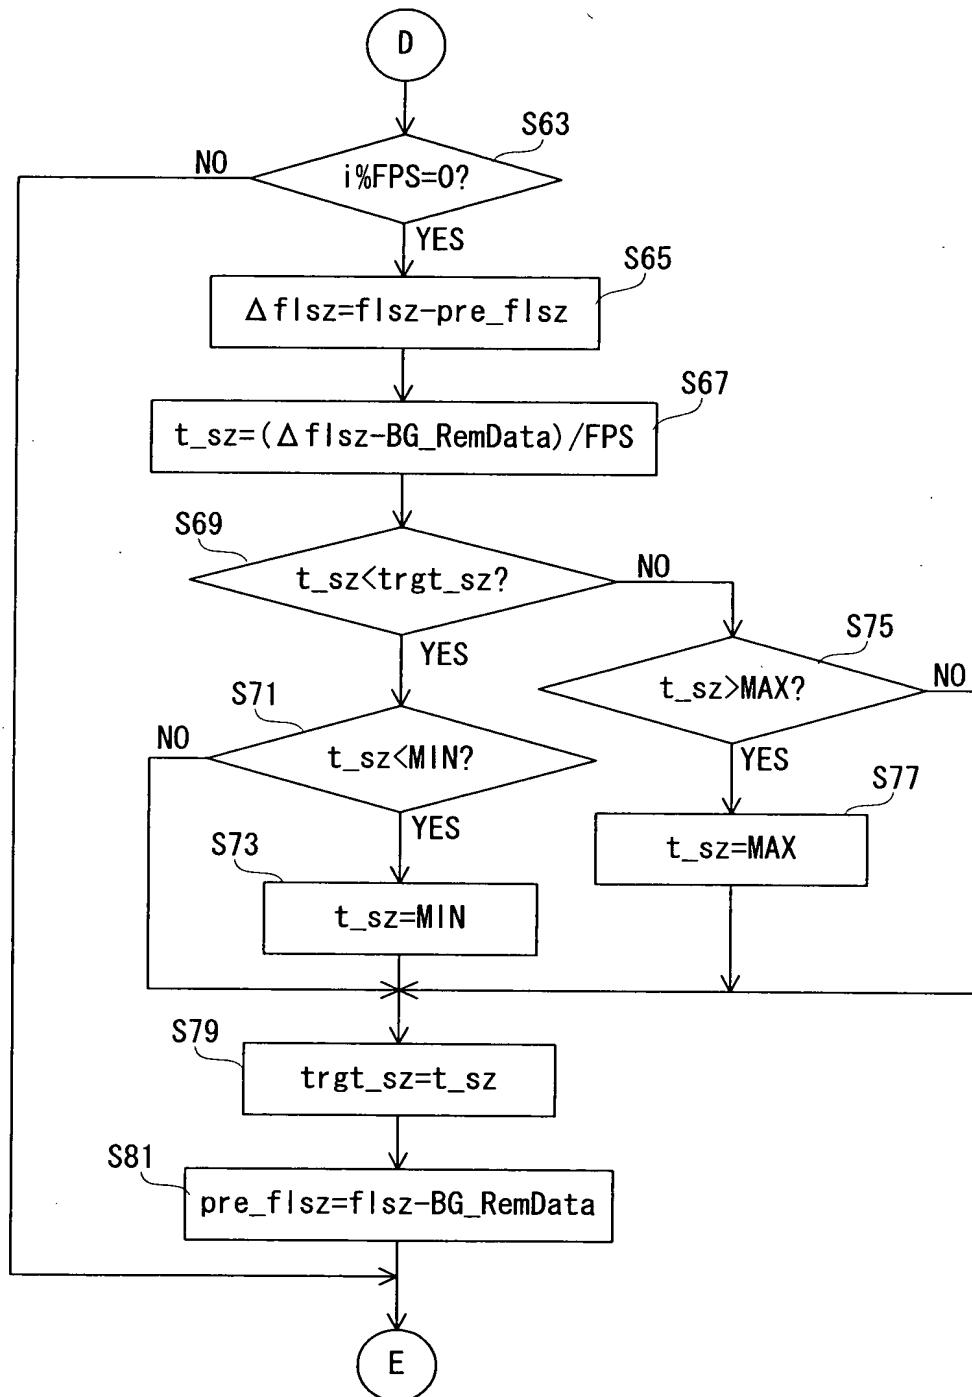 D
S63
NO
i%FPS=0?
YES
S65
Δflsz=flsz-pre_flsz
S67
t_sz=(Δflsz-BG_RemData)/FPS
S69
t_sz<trgt_sz?
NO
YES
S75
t_sz>MAX?
NO
S71
NO
t_sz<MIN?
YES
YES
S77
t_sz=MAX
S73
t_sz=MIN
S79
trgt_sz=t_sz
S81
pre_flsz=flsz-BG_RemData
E